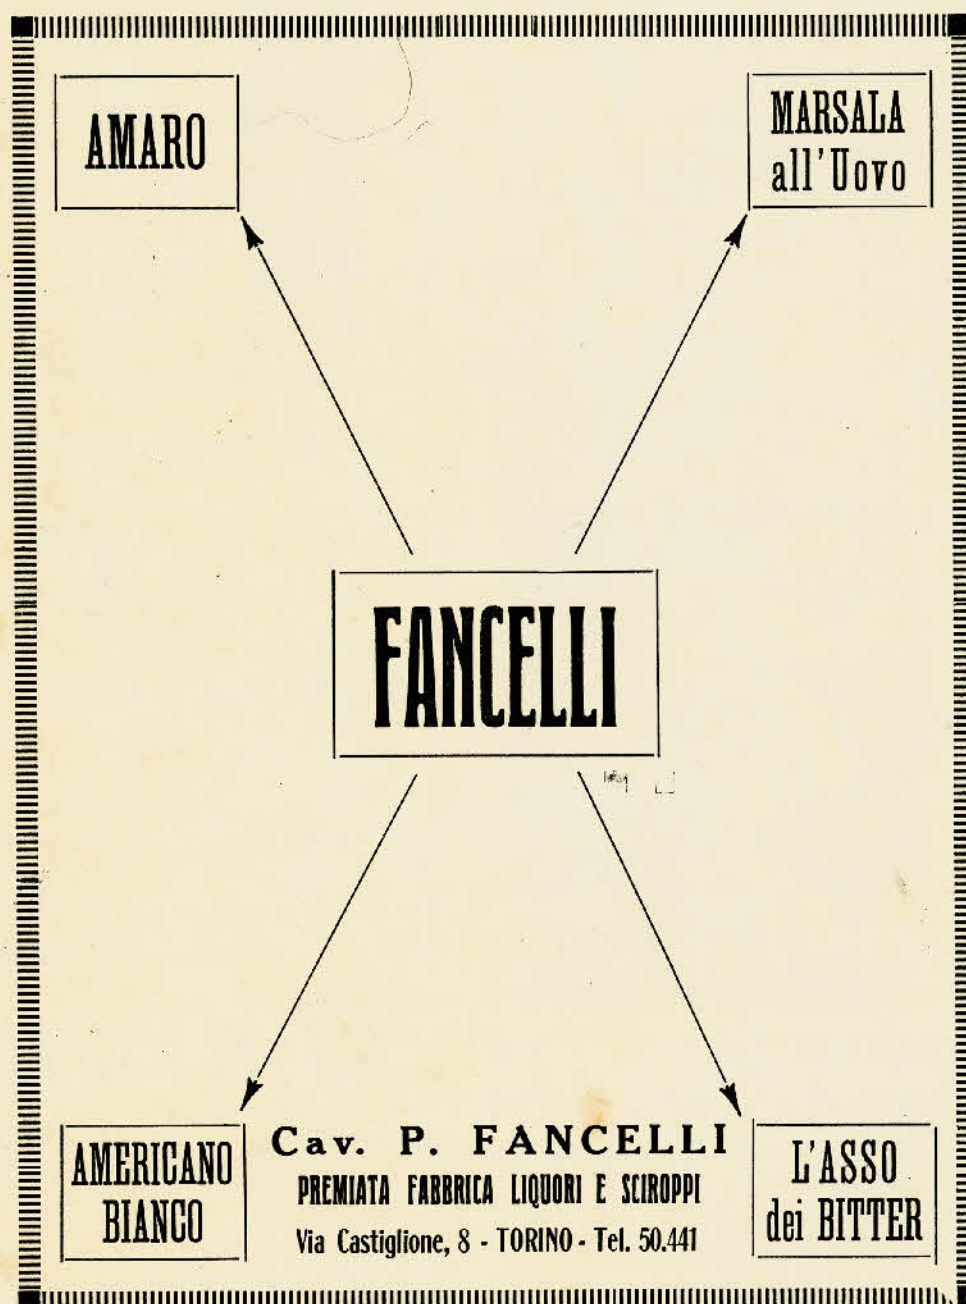 AMARO
MARSALA
all'Uovo
FANCELLI
AMERICANO
BIANCO
Cav. P. FANCELLI
PREMIATA FABBRICA LIQUORI E SCIROPPI
Via Castiglione, 8 - TORINO - Tel. 50.441
L'ASSO
dei BITTER